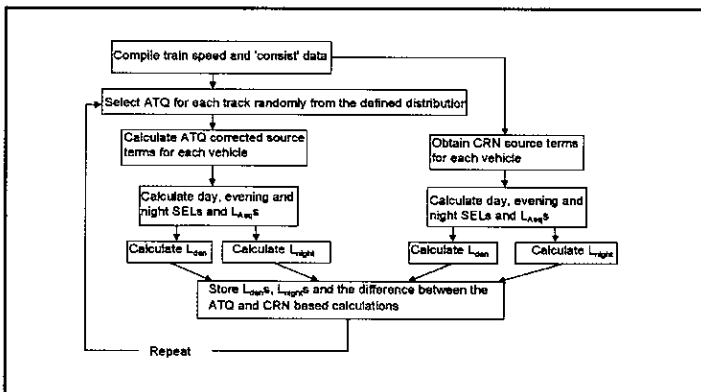 Compile train speed and 'consist' data
Select ATQ for each track randomly from the defined distribution
Calculate ATQ corrected source
terms for each vehicle
Obtain CRN source terms
for each vehicle
Calculate day, evening and
night SELs and LAeqs
Calculate day, evening and
night SELs and LAeqs
Calculate Lden
Calculate Lnight
Calculate Lden
Calculate Lnight
Store Ldens, Lnights and the difference between the
ATQ and CRN based calculations
Repeat